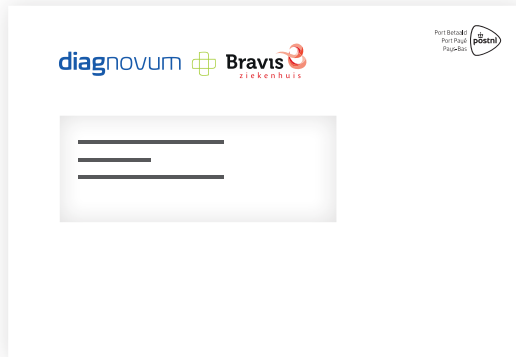 diagnovum Bravis
ziekenhuis
Port Betaald
Port Payé
Pays-Bas
postnl